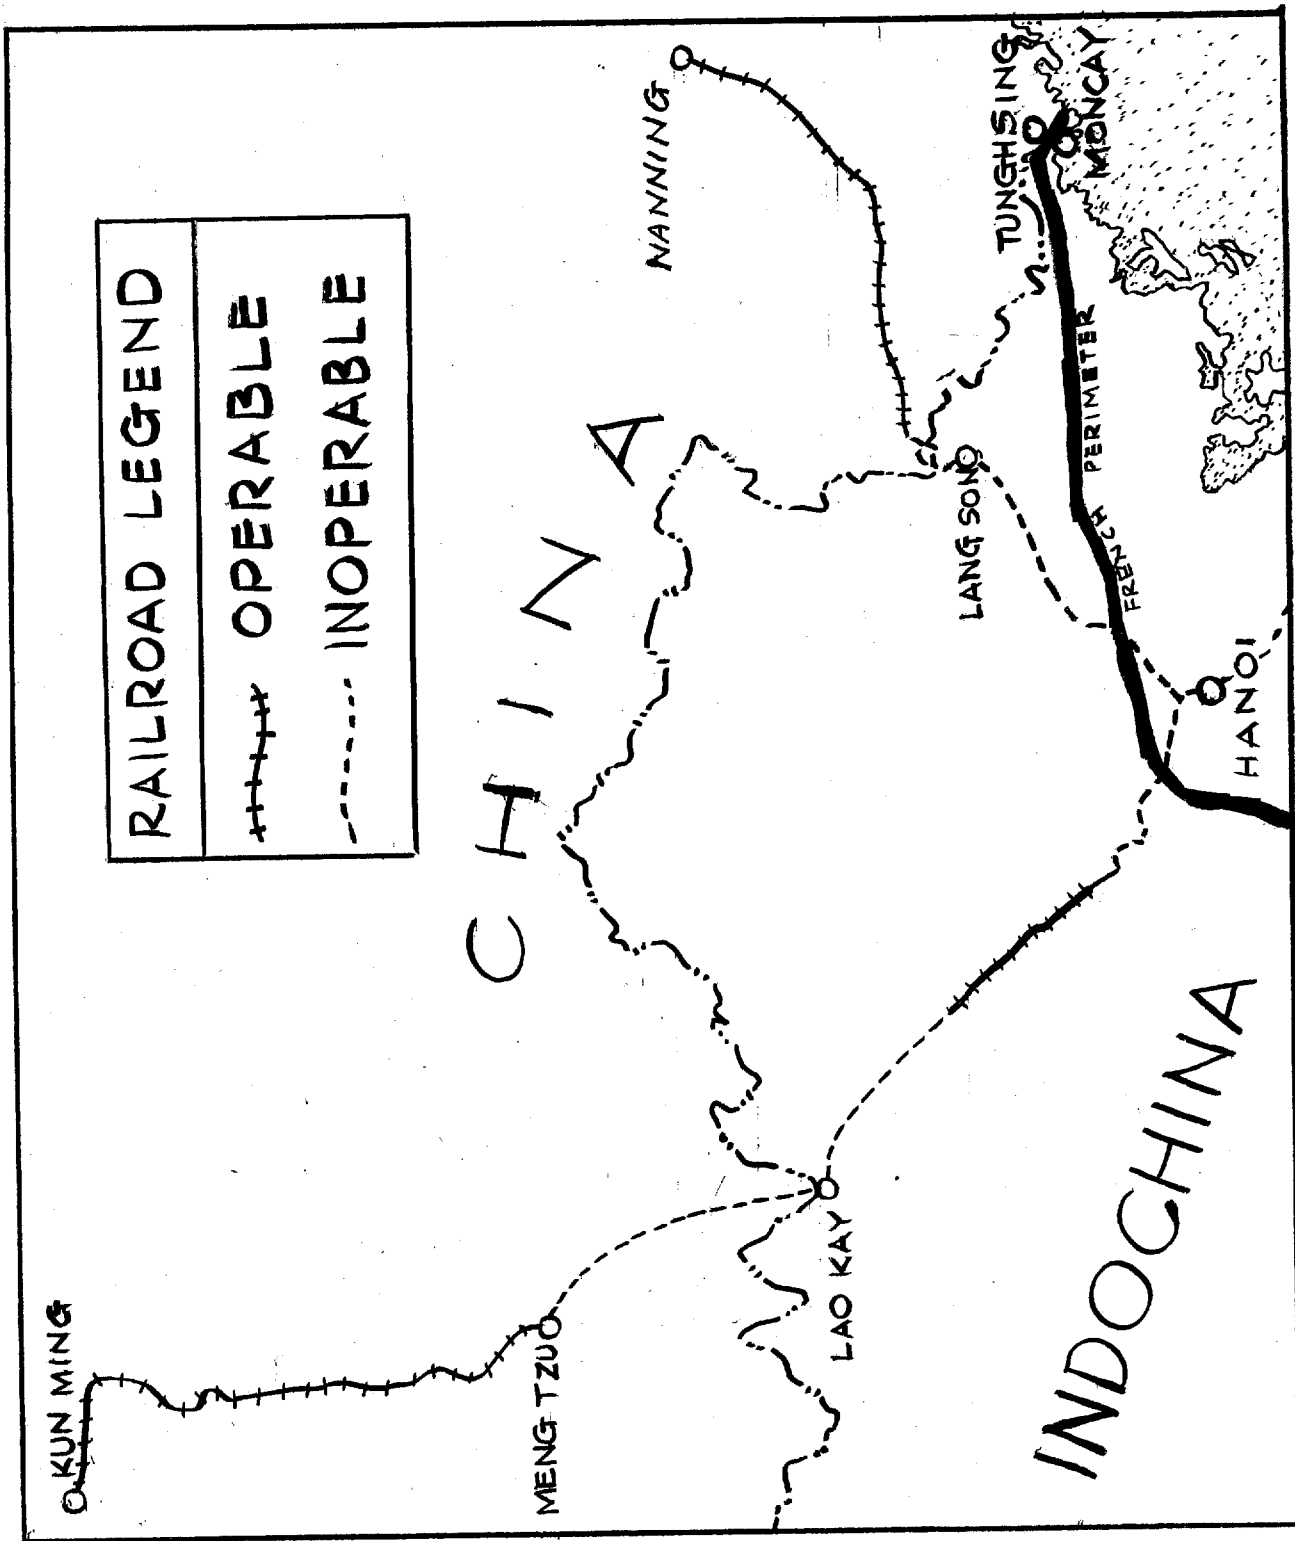 RAILROAD LEGEND
OPERABLE
INOPERABLE
KUN MING
MENG TZU
CHINA
NANNING
LAO KAY
LANG SON
TUNGHSING
MONCAY
FRENCH PERIMETER
HANOI
INDOCHINA